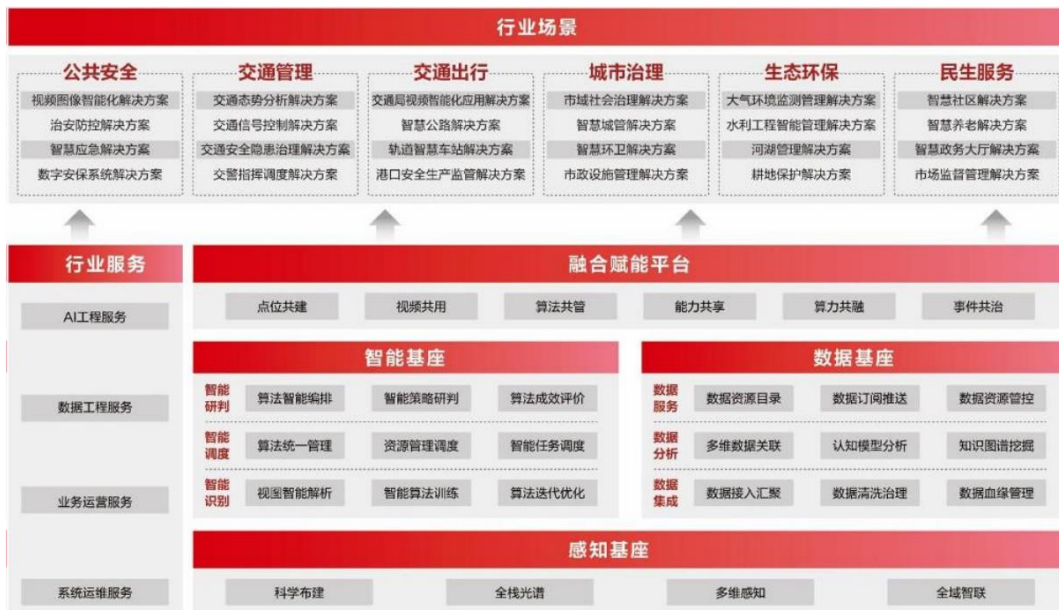 行业场景
公共安全 交通管理 交通出行 城市治理 生态环保 民生服务
视频图像智能化解决方案 交通态势分析解决方案 交通局视频智能化应用解决方案 市域社会治理解决方案 大气环境监测管理解决方案 智慧社区解决方案
治安防控解决方案 交通信号控制解决方案 智慧公路解决方案 智慧城管解决方案 水利工程智能管理解决方案 智慧养老解决方案
智慧应急解决方案 交通安全隐患治理解决方案 轨道智慧车站解决方案 智慧环卫解决方案 河湖管理解决方案 智慧政务大厅解决方案
数字安保系统解决方案 交警指挥调度解决方案 港口安全生产监管解决方案 市政设施管理解决方案 耕地保护解决方案 市场监督管理解决方案
行业服务
AI工程服务
数据工程服务
业务运营服务
系统运维服务
融合赋能平台
点位共建 视频共用 算法共管 能力共享 算力共融 事件共治
智能基座
智能研判 算法智能编排 智能策略研判 算法成效评价
智能调度 算法统一管理 资源管理调度 智能任务调度
智能识别 视图智能解析 智能算法训练 算法迭代优化
数据基座
数据服务 数据资源目录 数据订阅推送 数据资源管控
数据分析 多维数据关联 认知模型分析 知识图谱挖掘
数据集成 数据接入汇聚 数据清洗治理 数据血缘管理
感知基座
科学布建 全栈光谱 多维感知 全域智联